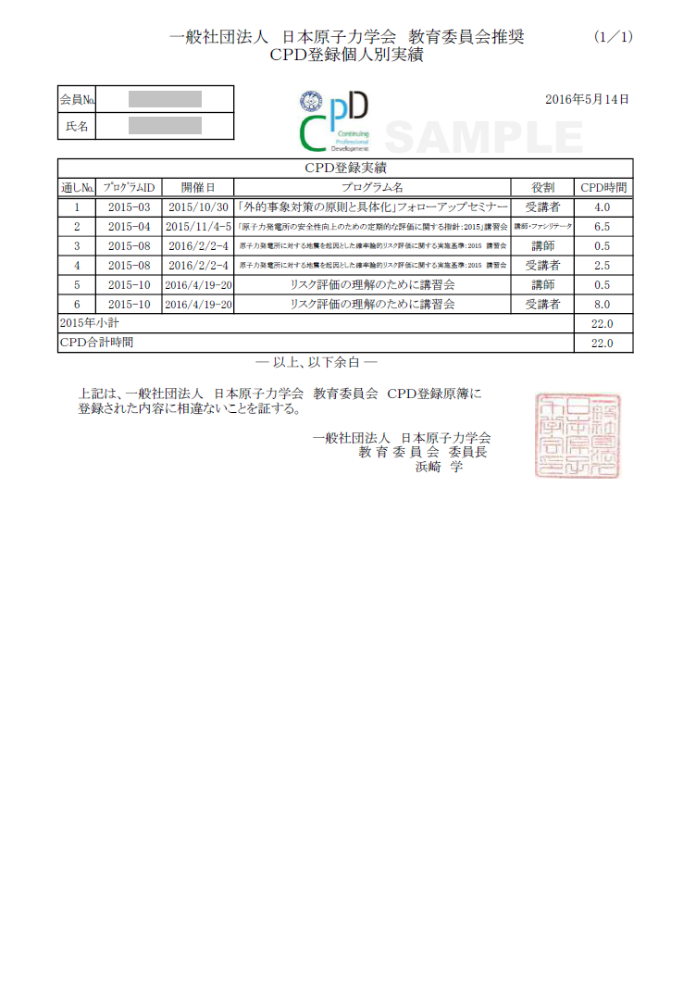 一般社団法人　日本原子力学会　教育委員会推奨 (1／1)
CPD登録個人別実績
会員№
氏名
2016年5月14日
CPD
Continuing
Professional
Development
SAMPLE
CPD登録実績
通し№ ﾌﾟﾛｸﾞﾗﾑID 開催日 プログラム名 役割 CPD時間
1 2015-03 2015/10/30 「外的事象対策の原則と具体化」フォローアップセミナー 受講者 4.0
2 2015-04 2015/11/4-5 「原子力発電所の安全性向上のための定期的な評価に関する指針：2015」講習会 講師・ファシリテータ 6.5
3 2015-08 2016/2/2-4 原子力発電所に対する地震を起因とした確率論的リスク評価に関する実施基準：2015　講習会 講師 0.5
4 2015-08 2016/2/2-4 原子力発電所に対する地震を起因とした確率論的リスク評価に関する実施基準：2015　講習会 受講者 2.5
5 2015-10 2016/4/19-20 リスク評価の理解のために講習会 講師 0.5
6 2015-10 2016/4/19-20 リスク評価の理解のために講習会 受講者 8.0
2015年小計 22.0
CPD合計時間 22.0
― 以上、以下余白 ―
上記は、一般社団法人　日本原子力学会　教育委員会　CPD登録原簿に
登録された内容に相違ないことを証する。
一般社団法人　日本原子力学会
教 育 委 員 会　委員長
浜崎　学